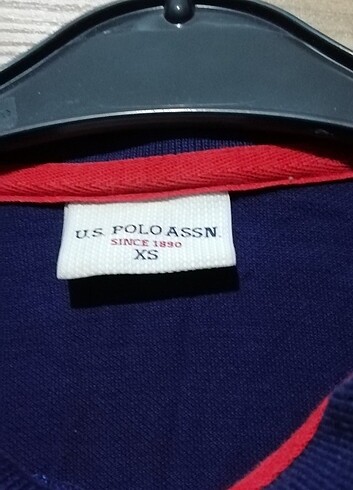 U.S. POLO ASSN.
SINCE 1890
XS